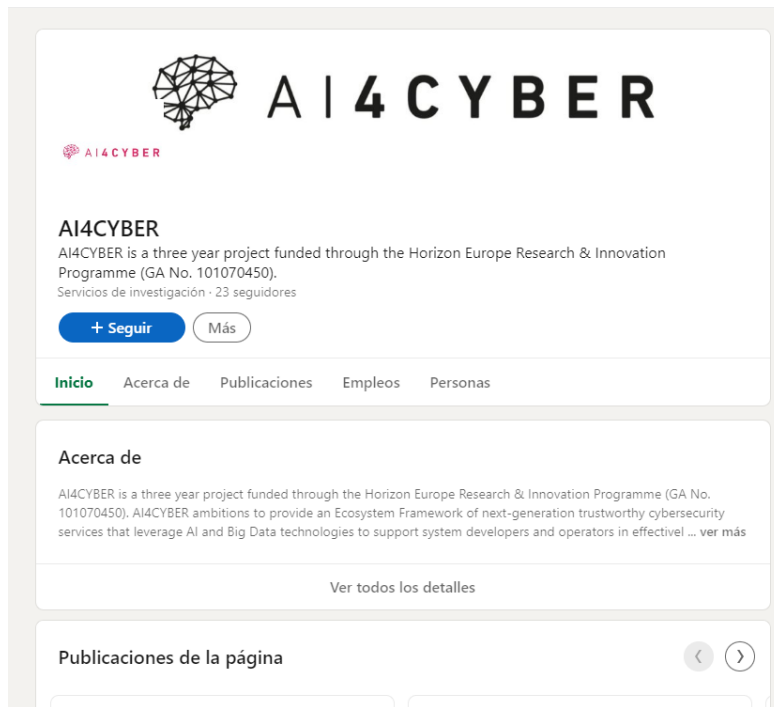 AI4CYBER
AI4CYBER
AI4CYBER
AI4CYBER is a three year project funded through the Horizon Europe Research & Innovation
Programme (GA No. 101070450).
Servicios de investigación · 23 seguidores
+ Seguir
Más
Inicio
Acerca de
Publicaciones
Empleos
Personas
Acerca de
AI4CYBER is a three year project funded through the Horizon Europe Research & Innovation Programme (GA No.
101070450). AI4CYBER ambitions to provide an Ecosystem Framework of next-generation trustworthy cybersecurity
services that leverage AI and Big Data technologies to support system developers and operators in effectivel ... ver más
Ver todos los detalles
Publicaciones de la página